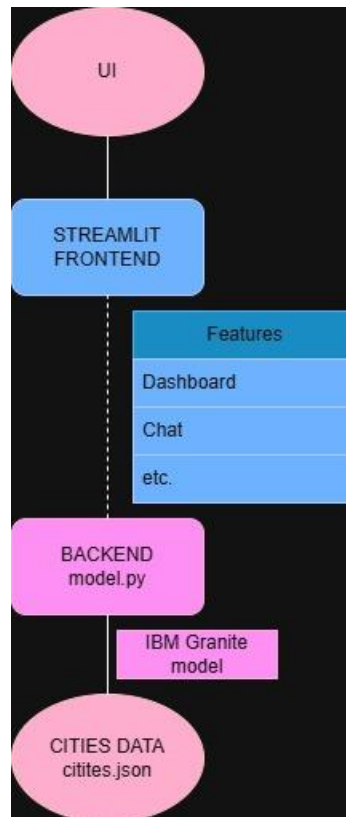 UI
STREAMLIT
FRONTEND
Features
Dashboard
Chat
etc.
BACKEND
model.py
IBM Granite
model
CITIES DATA
citites.json